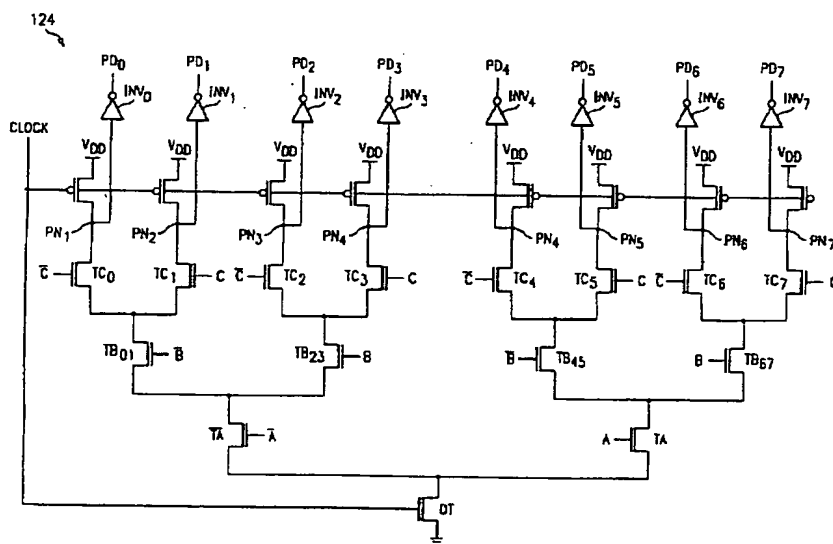 124
PD0 PD1 PD2 PD3 PD4 PD5 PD6 PD7
INV0 INV1 INV2 INV3 INV4 INV5 INV6 INV7
CLOCK
VDD VDD VDD VDD VDD VDD VDD VDD
PN1 PN2 PN3 PN4 PN4 PN5 PN6 PN7
C̅ TC0 TC1 C C̅ TC2 TC3 C C̅ TC4 TC5 C C̅ TC6 TC7 C
TB01 B̅ TB23 B B̅ TB45 B TB67
T̅A̅ A̅ A TA
DT